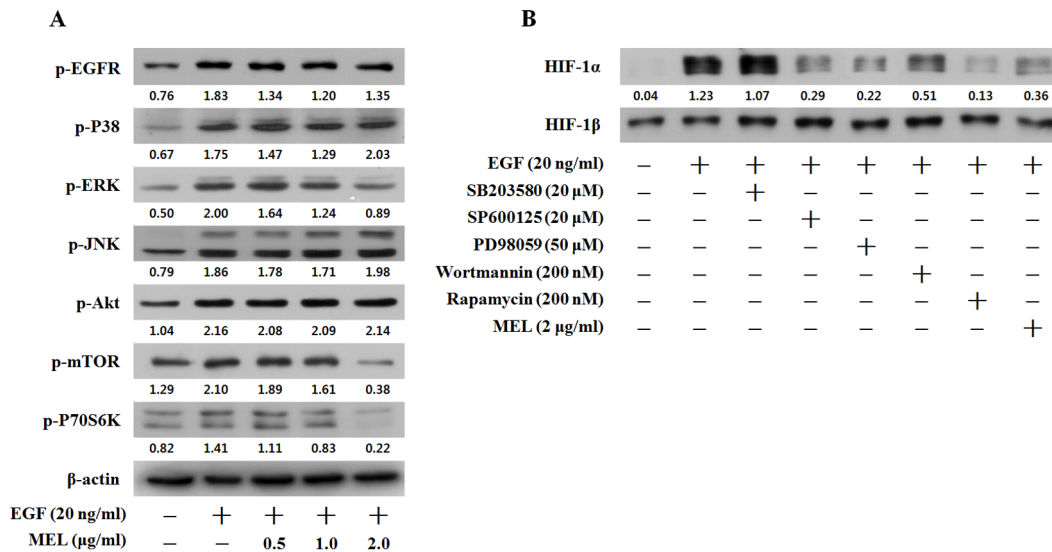 A
p-EGFR
0.76 1.83 1.34 1.20 1.35
p-P38
0.67 1.75 1.47 1.29 2.03
p-ERK
0.50 2.00 1.64 1.24 0.89
p-JNK
0.79 1.86 1.78 1.71 1.98
p-Akt
1.04 2.16 2.08 2.09 2.14
p-mTOR
1.29 2.10 1.89 1.61 0.38
p-P70S6K
0.82 1.41 1.11 0.83 0.22
β-actin
EGF (20 ng/ml) – + + + +
MEL (µg/ml) – – 0.5 1.0 2.0
B
HIF-1α
0.04 1.23 1.07 0.29 0.22 0.51 0.13 0.36
HIF-1β
EGF (20 ng/ml) – + + + + + + +
SB203580 (20 µM) – – + – – – – –
SP600125 (20 µM) – – – + – – – –
PD98059 (50 µM) – – – – + – – –
Wortmannin (200 nM) – – – – – + – –
Rapamycin (200 nM) – – – – – – + –
MEL (2 µg/ml) – – – – – – – +